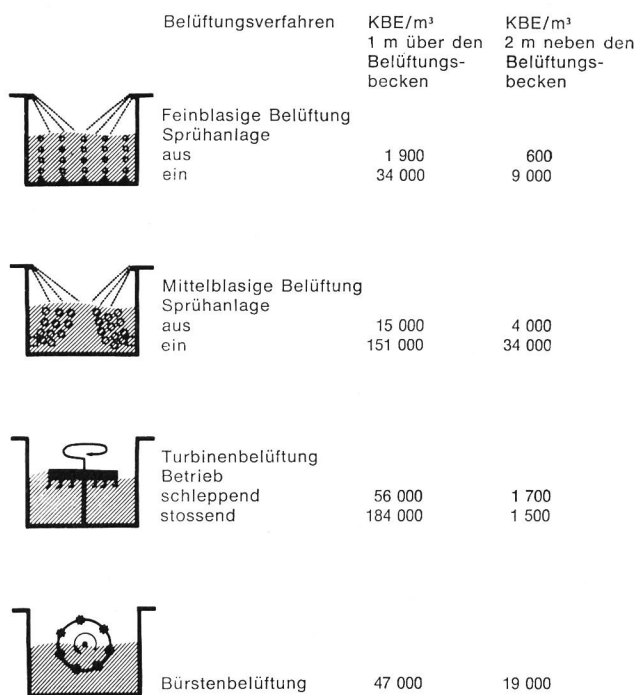 Belüftungsverfahren KBE/m³ KBE/m³
1 m über den 2 m neben den
Belüftungs- Belüftungs-
becken becken
Feinblasige Belüftung
Sprühanlage
aus 1 900 600
ein 34 000 9 000
Mittelblasige Belüftung
Sprühanlage
aus 15 000 4 000
ein 151 000 34 000
Turbinenbelüftung
Betrieb
schleppend 56 000 1 700
stossend 184 000 1 500
Bürstenbelüftung 47 000 19 000